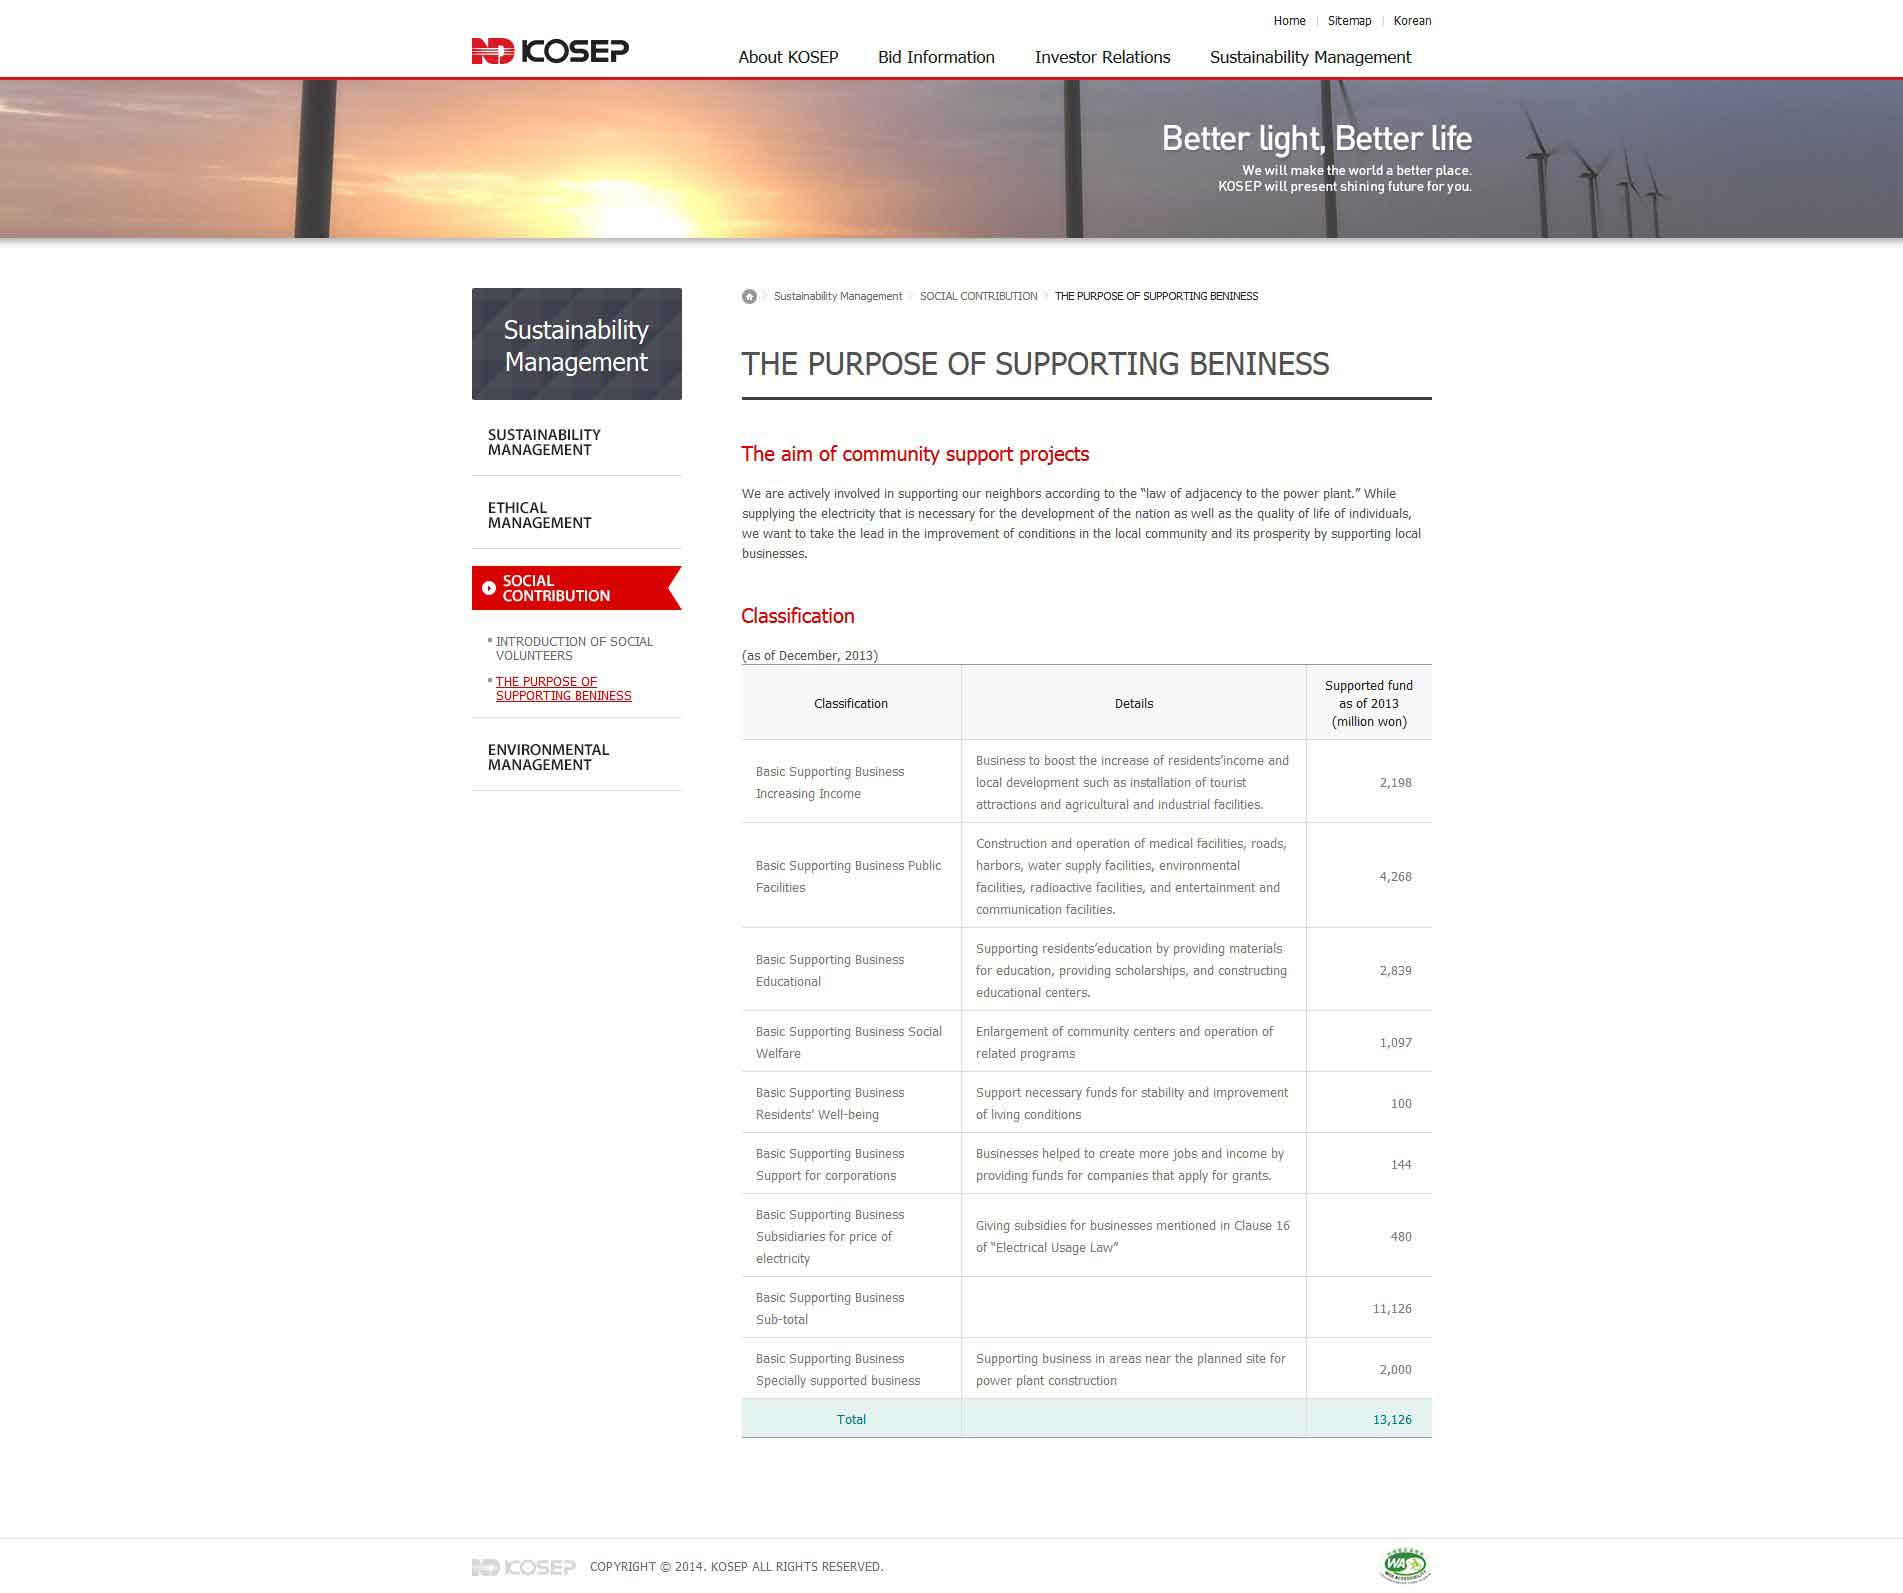 Home
Sitemap
Korean
KOSEP
About KOSEP
Bid Information
Investor Relations
Sustainability Management
Better light, Better life
We will make the world a better place.
KOSEP will present shining future for you.
Sustainability
Management
SUSTAINABILITY
MANAGEMENT
ETHICAL
MANAGEMENT
SOCIAL
CONTRIBUTION
INTRODUCTION OF SOCIAL
VOLUNTEERS
THE PURPOSE OF
SUPPORTING BENINESS
ENVIRONMENTAL
MANAGEMENT
Sustainability Management
SOCIAL CONTRIBUTION
THE PURPOSE OF SUPPORTING BENINESS
THE PURPOSE OF SUPPORTING BENINESS
The aim of community support projects
We are actively involved in supporting our neighbors according to the “law of adjacency to the power plant.” While
supplying the electricity that is necessary for the development of the nation as well as the quality of life of individuals,
we want to take the lead in the improvement of conditions in the local community and its prosperity by supporting local
businesses.
Classification
(as of December, 2013)
Classification
Details
Supported fund
as of 2013
(million won)
Basic Supporting Business
Increasing Income
Business to boost the increase of residents’income and
local development such as installation of tourist
attractions and agricultural and industrial facilities.
2,198
Basic Supporting Business Public
Facilities
Construction and operation of medical facilities, roads,
harbors, water supply facilities, environmental
facilities, radioactive facilities, and entertainment and
communication facilities.
4,268
Basic Supporting Business
Educational
Supporting residents’education by providing materials
for education, providing scholarships, and constructing
educational centers.
2,839
Basic Supporting Business Social
Welfare
Enlargement of community centers and operation of
related programs
1,097
Basic Supporting Business
Residents’ Well-being
Support necessary funds for stability and improvement
of living conditions
100
Basic Supporting Business
Support for corporations
Businesses helped to create more jobs and income by
providing funds for companies that apply for grants.
144
Basic Supporting Business
Subsidiaries for price of
electricity
Giving subsidies for businesses mentioned in Clause 16
of “Electrical Usage Law”
480
Basic Supporting Business
Sub-total
11,126
Basic Supporting Business
Specially supported business
Supporting business in areas near the planned site for
power plant construction
2,000
Total
13,126
KOSEP
COPYRIGHT © 2014. KOSEP ALL RIGHTS RESERVED.
WA
WEB ACCESSIBILITY